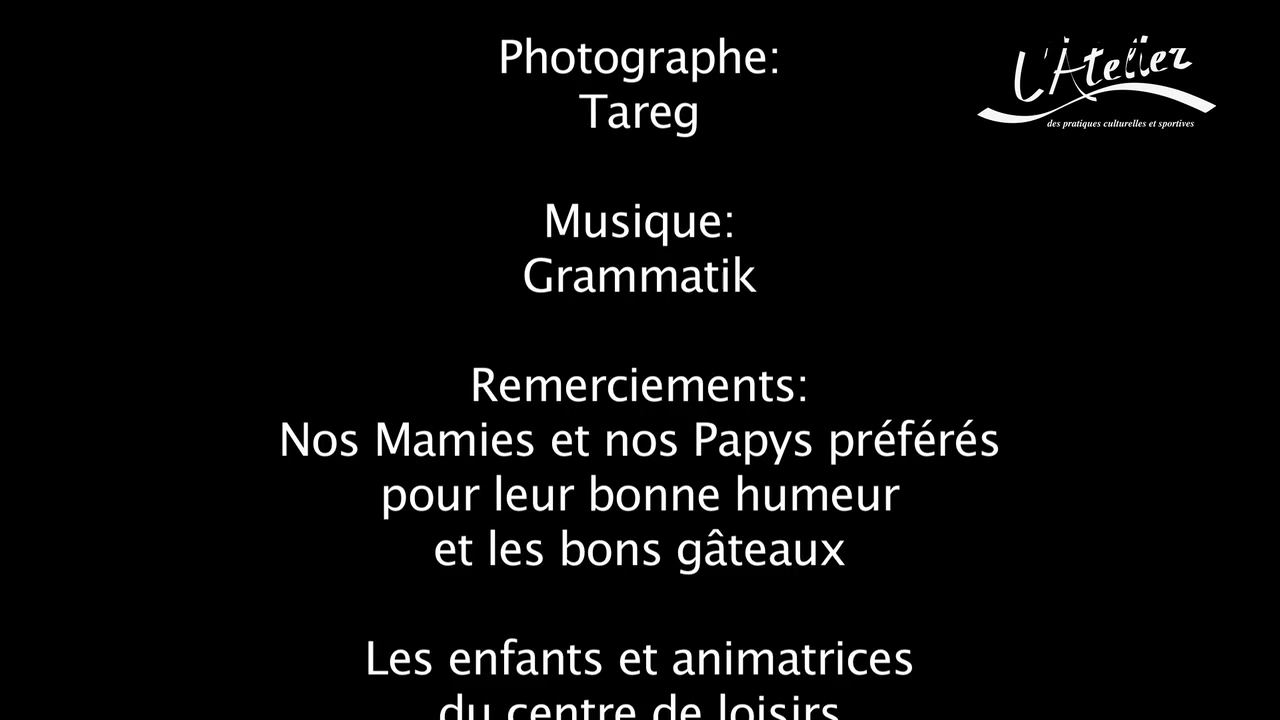 Photographe:
Tareg
L'Atelier
des pratiques culturelles et sportives
Musique:
Grammatik
Remerciements:
Nos Mamies et nos Papys préférés
pour leur bonne humeur
et les bons gâteaux
Les enfants et animatrices
du centre de loisirs